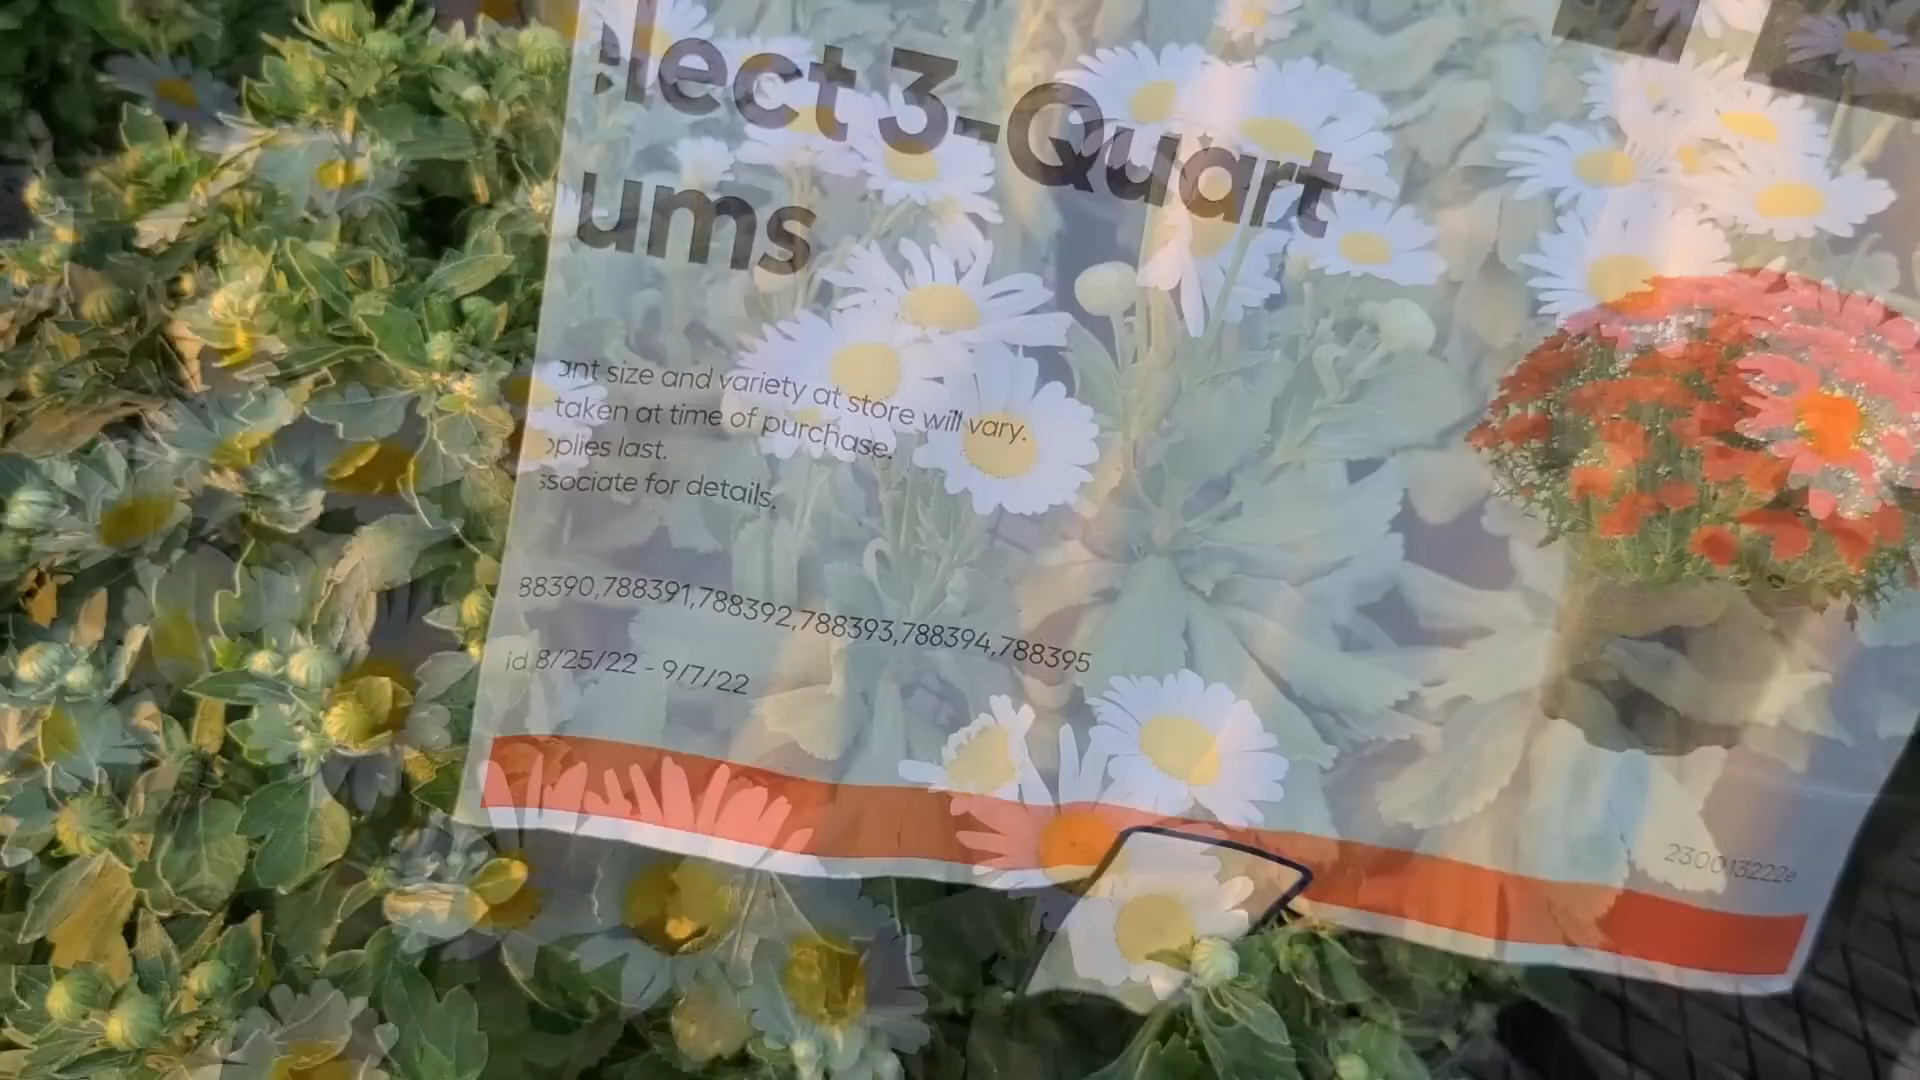 elect 3-Quart
ums
ant size and variety at store will vary.
taken at time of purchase.
pplies last.
ssociate for details.
88390,788391,788392,788393,788394,788395
id 8/25/22 - 9/7/22
230013222e